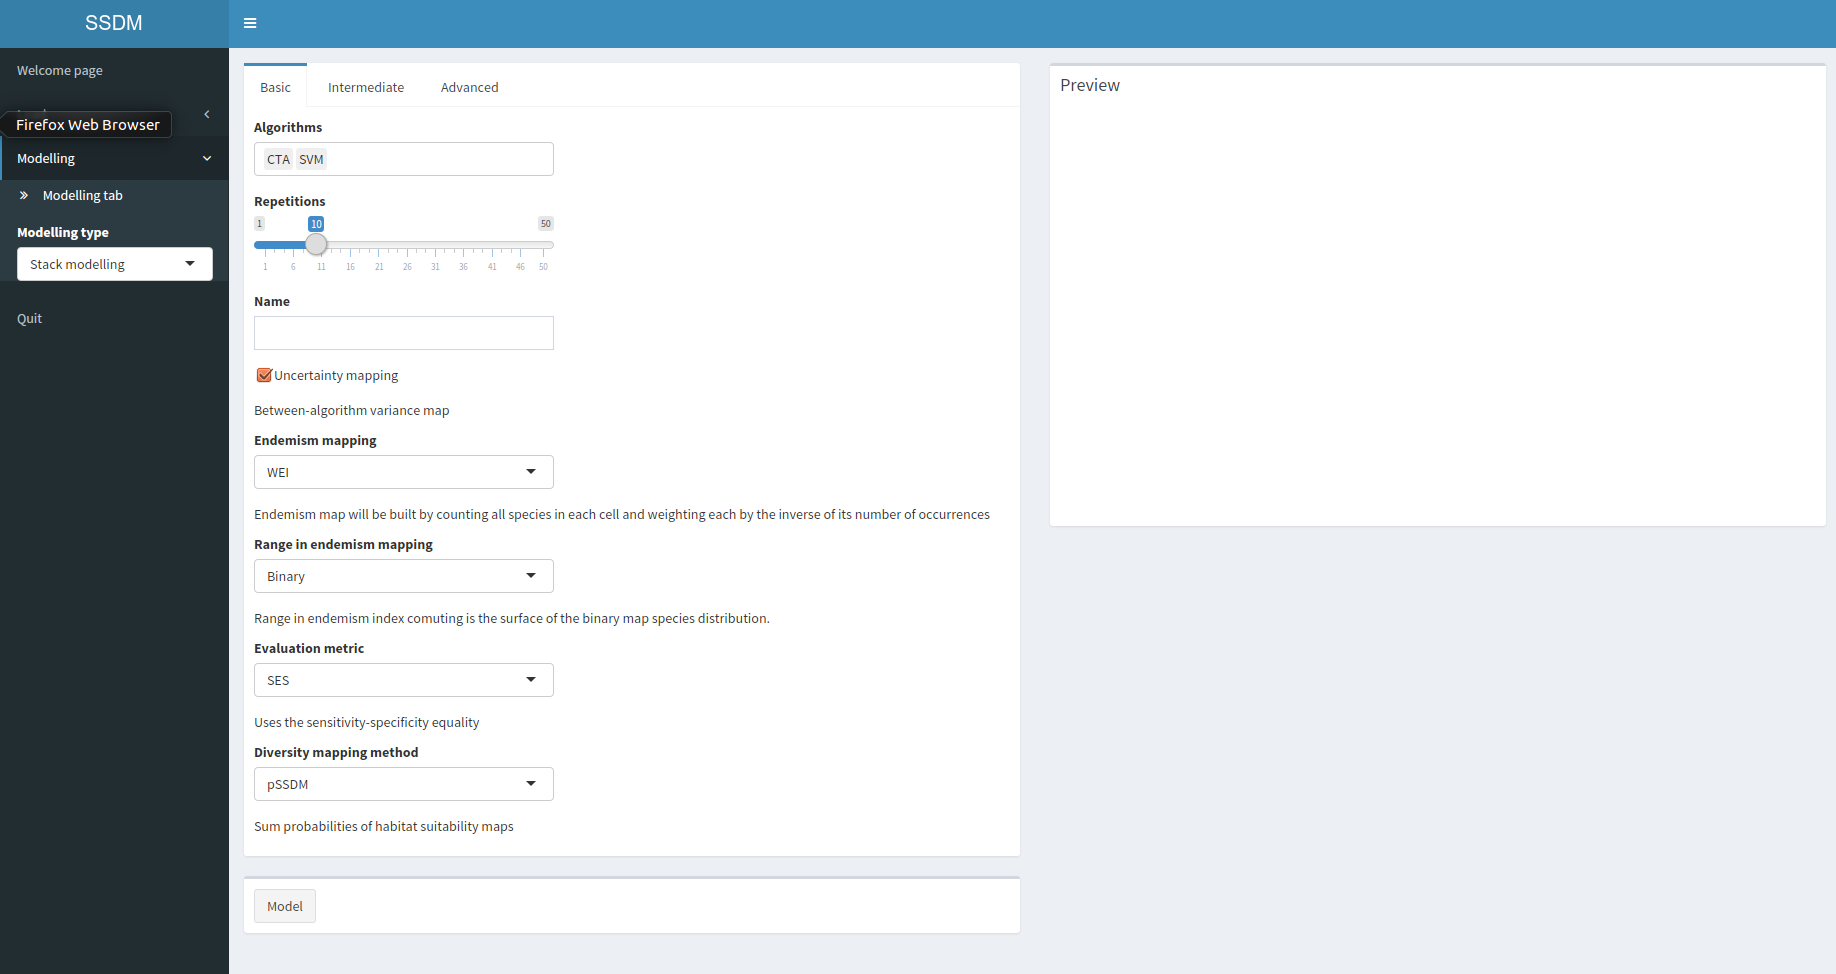 SSDM
Welcome page
Firefox Web Browser
Modelling
Modelling tab
Modelling type
Stack modelling
Quit
Basic Intermediate Advanced
Algorithms
CTA SVM
Repetitions
1 10 50
1 6 11 16 21 26 31 36 41 46 50
Name
Uncertainty mapping
Between-algorithm variance map
Endemism mapping
WEI
Endemism map will be built by counting all species in each cell and weighting each by the inverse of its number of occurrences
Range in endemism mapping
Binary
Range in endemism index comuting is the surface of the binary map species distribution.
Evaluation metric
SES
Uses the sensitivity-specificity equality
Diversity mapping method
pSSDM
Sum probabilities of habitat suitability maps
Model
Preview